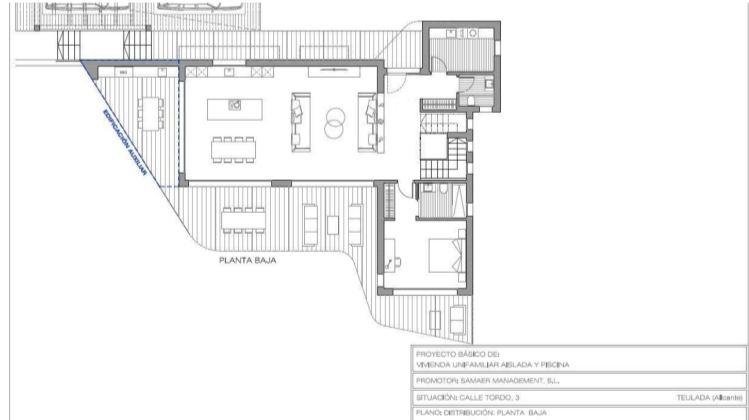 EDIFICACIÓN AUXILIAR
PLANTA BAJA
PROYECTO BÁSICO DE:
VIVIENDA UNIFAMILIAR AISLADA Y PISCINA
PROMOTOR: SAMAER MANAGEMENT, S.L.
SITUACIÓN: CALLE TORDO, 3 TEULADA (Alicante)
PLANO: DISTRIBUCIÓN: PLANTA BAJA